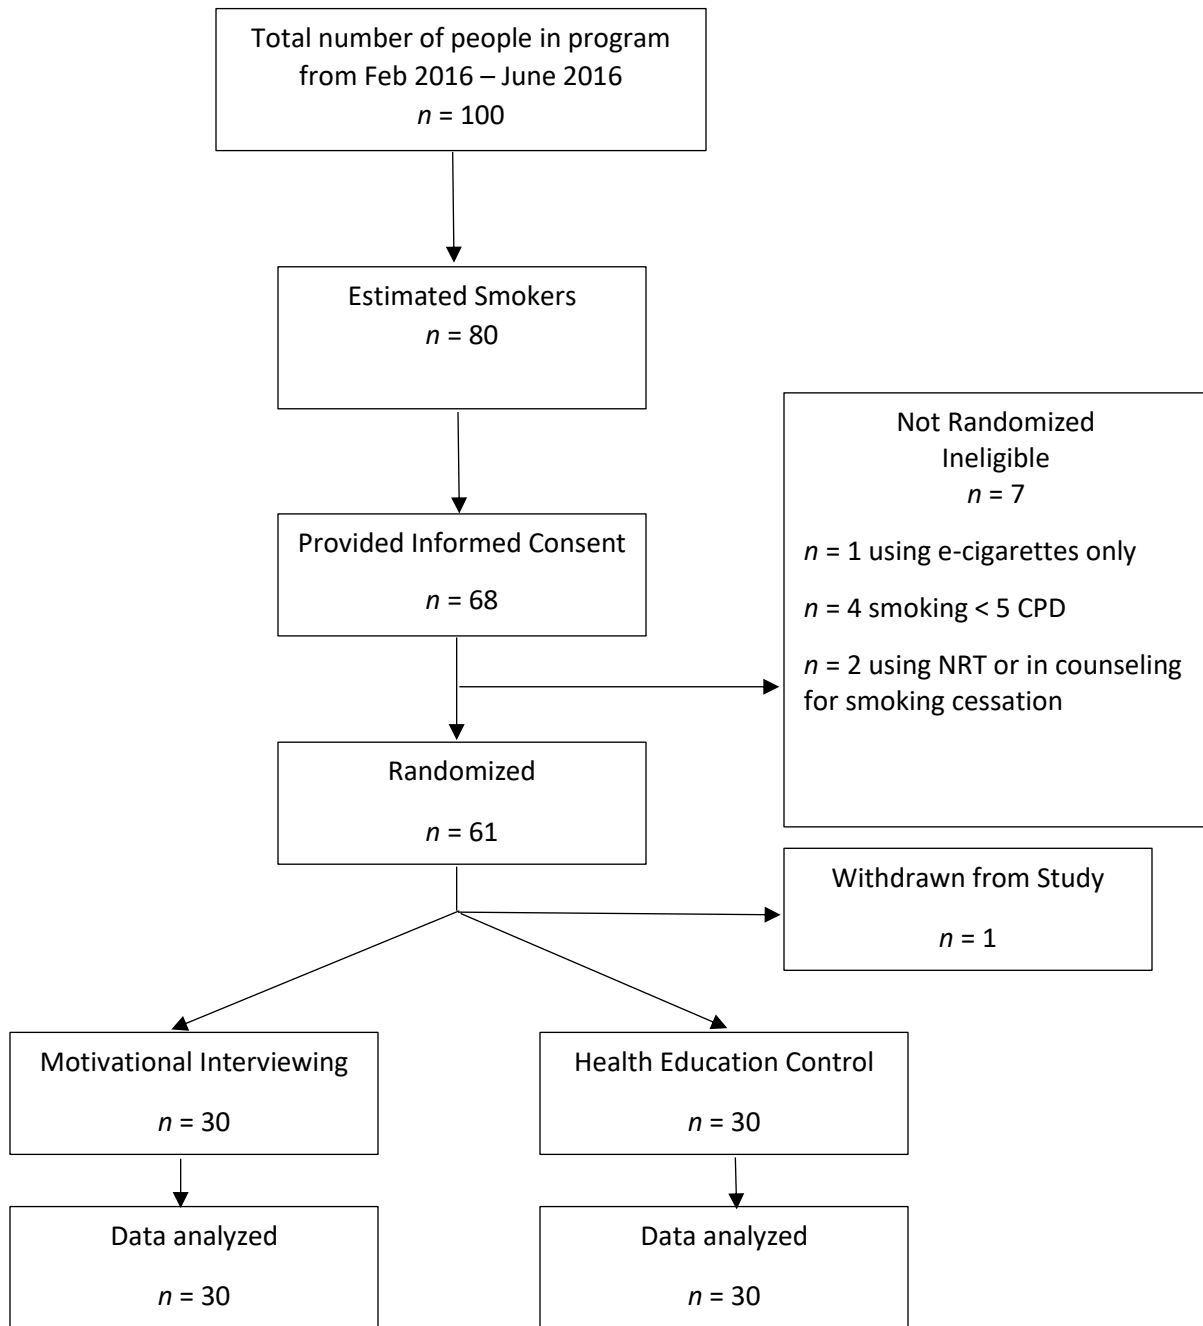 Total number of people in program
from Feb 2016 – June 2016
n = 100
Estimated Smokers
n = 80
Provided Informed Consent
n = 68
Not Randomized
Ineligible
n = 7
n = 1 using e-cigarettes only
n = 4 smoking < 5 CPD
n = 2 using NRT or in counseling
for smoking cessation
Randomized
n = 61
Withdrawn from Study
n = 1
Motivational Interviewing
n = 30
Health Education Control
n = 30
Data analyzed
n = 30
Data analyzed
n = 30